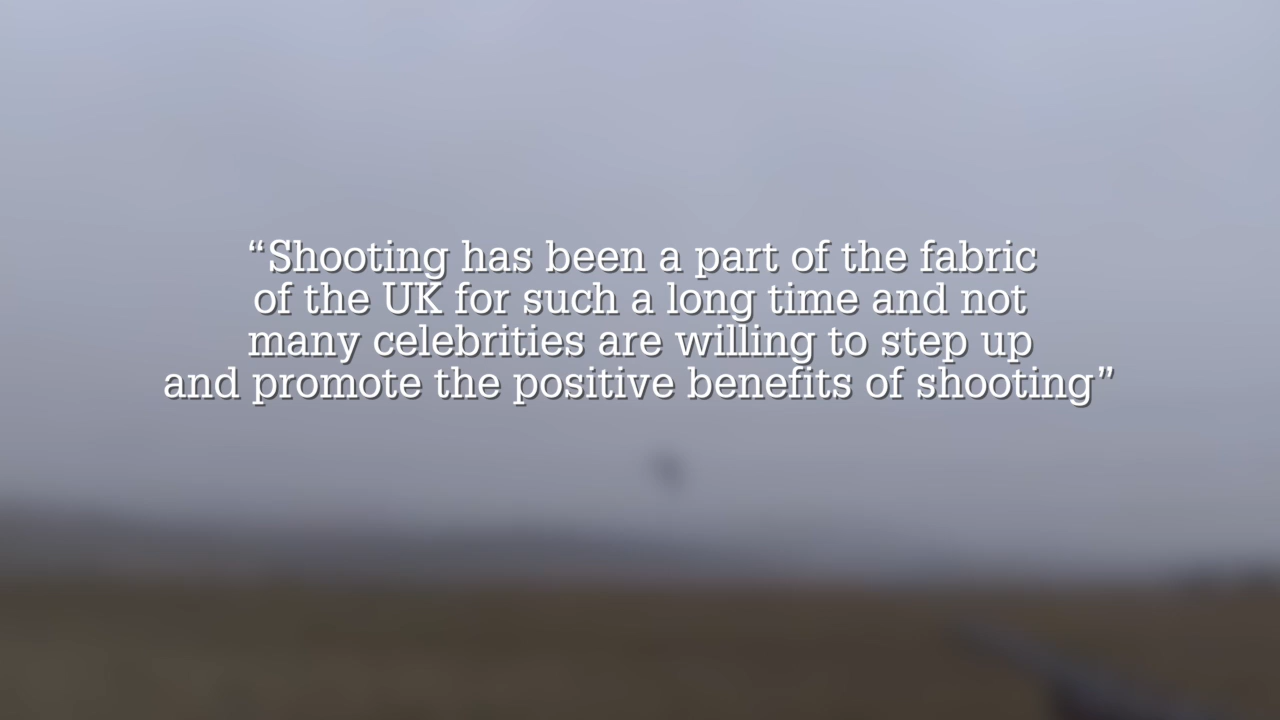 “Shooting has been a part of the fabric
of the UK for such a long time and not
many celebrities are willing to step up
and promote the positive benefits of shooting”